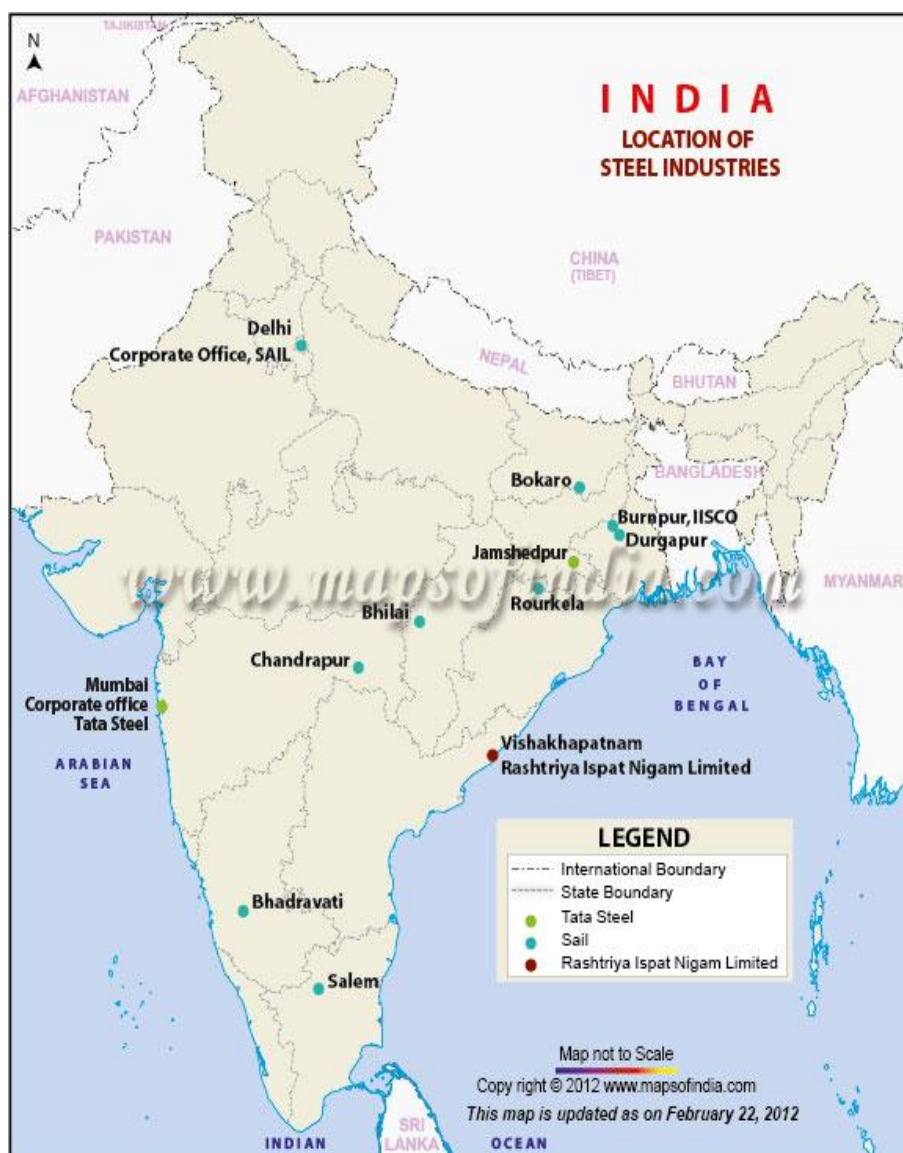 TAJIKISTAN
N
AFGHANISTAN
INDIA
LOCATION OF
STEEL INDUSTRIES
PAKISTAN
CHINA
(TIBET)
Delhi
Corporate Office, SAIL
NEPAL
BHUTAN
BANGLADESH
Bokaro
Burnpur, IISCO
Durgapur
Jamshedpur
www.mapsofindia.com
MYANMAR
Rourkela
Bhilai
Chandrapur
BAY
OF
BENGAL
Mumbai
Corporate office
Tata Steel
ARABIAN
SEA
Vishakhapatnam
Rashtriya Ispat Nigam Limited
LEGEND
International Boundary
State Boundary
Tata Steel
Sail
Rashtriya Ispat Nigam Limited
Bhadravati
Salem
Map not to Scale
Copy right © 2012 www.mapsofindia.com
This map is updated as on February 22, 2012
SRI
LANKA
INDIAN OCEAN